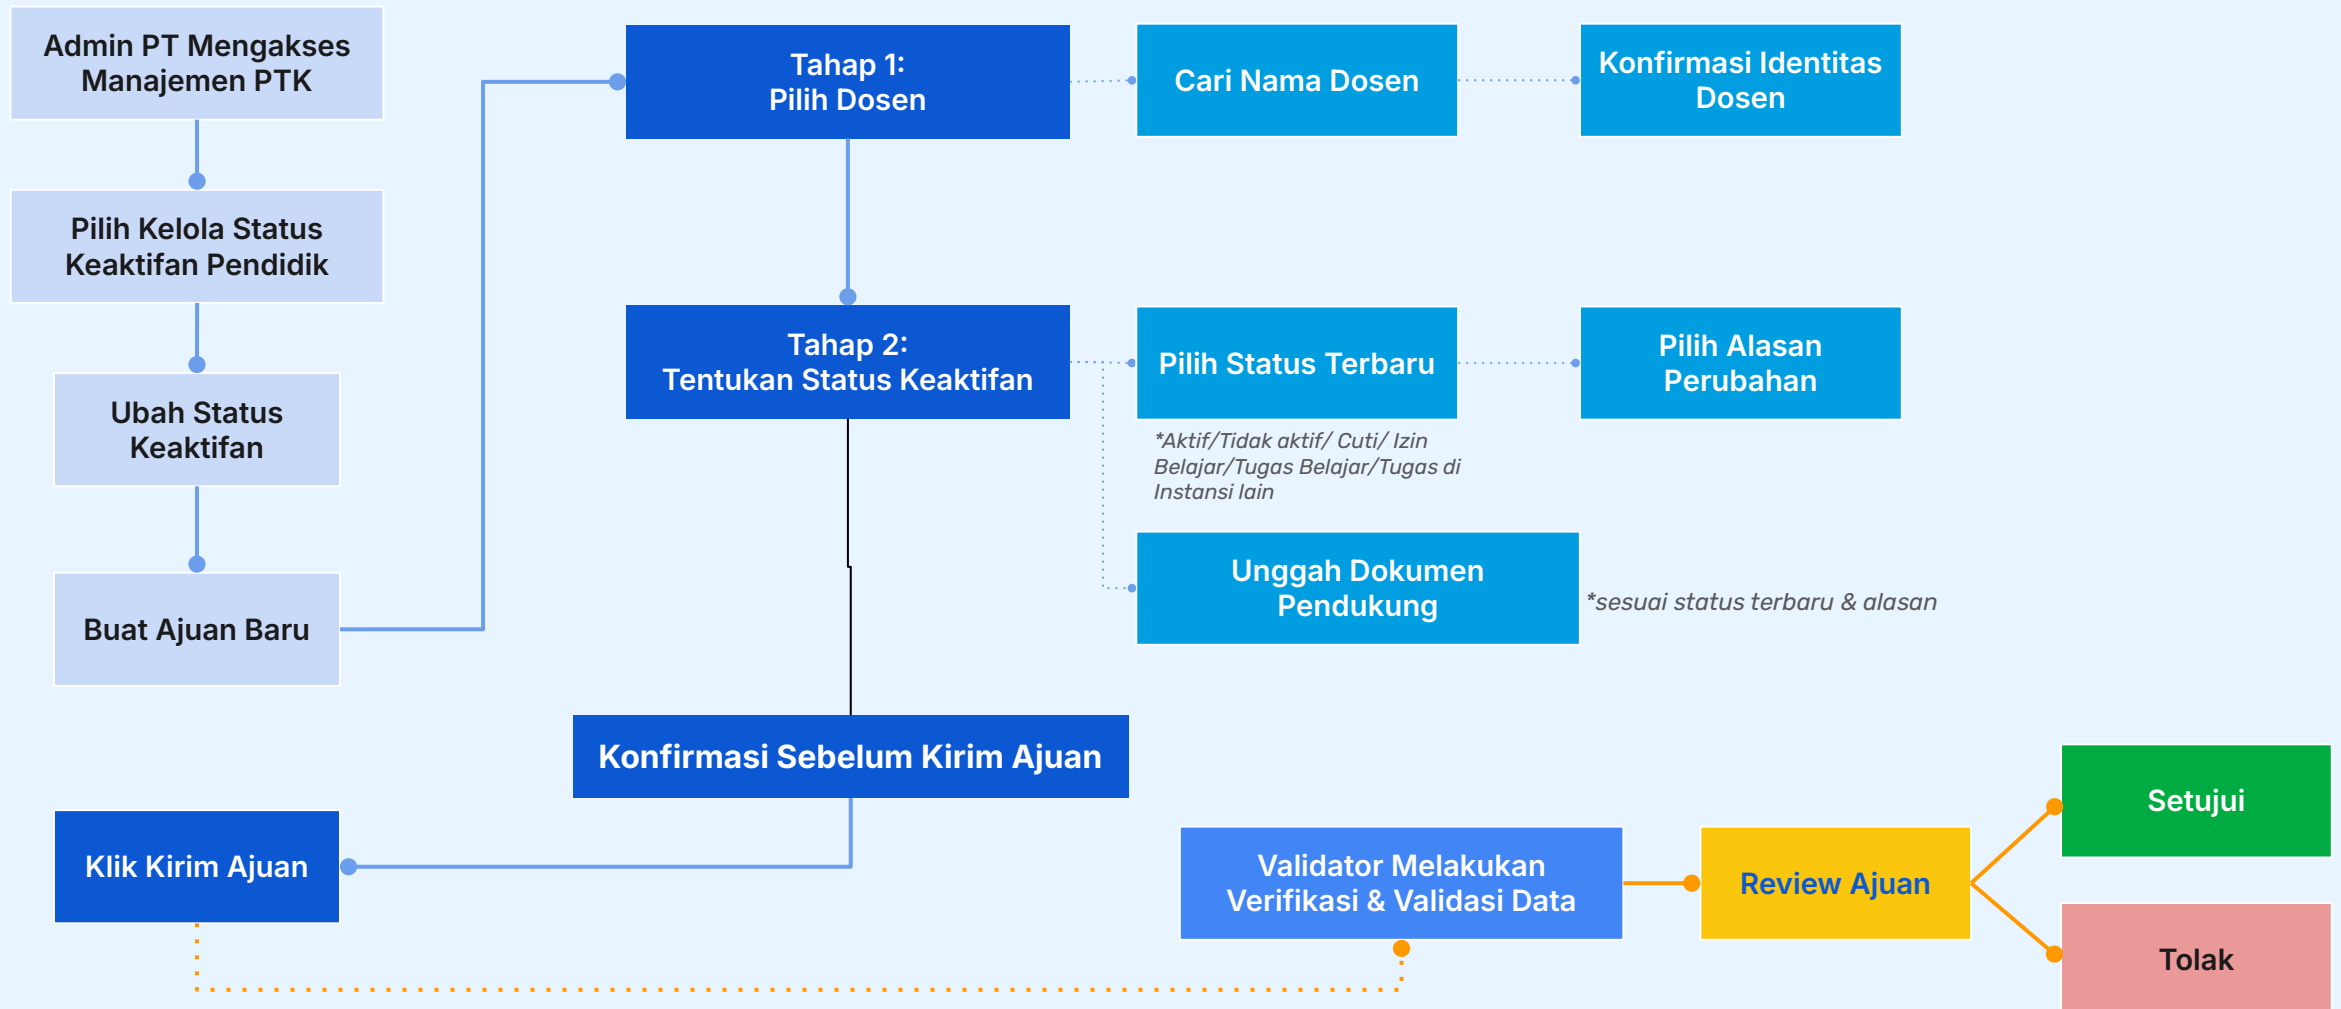 Admin PT Mengakses
Manajemen PTK
Pilih Kelola Status
Keaktifan Pendidik
Ubah Status
Keaktifan
Buat Ajuan Baru
Tahap 1:
Pilih Dosen
Cari Nama Dosen
Konfirmasi Identitas
Dosen
Tahap 2:
Tentukan Status Keaktifan
Pilih Status Terbaru
*Aktif/Tidak aktif/ Cuti/ Izin
Belajar/Tugas Belajar/Tugas di
Instansi lain
Pilih Alasan
Perubahan
Unggah Dokumen
Pendukung
*sesuai status terbaru & alasan
Konfirmasi Sebelum Kirim Ajuan
Klik Kirim Ajuan
Validator Melakukan
Verifikasi & Validasi Data
Review Ajuan
Setujui
Tolak